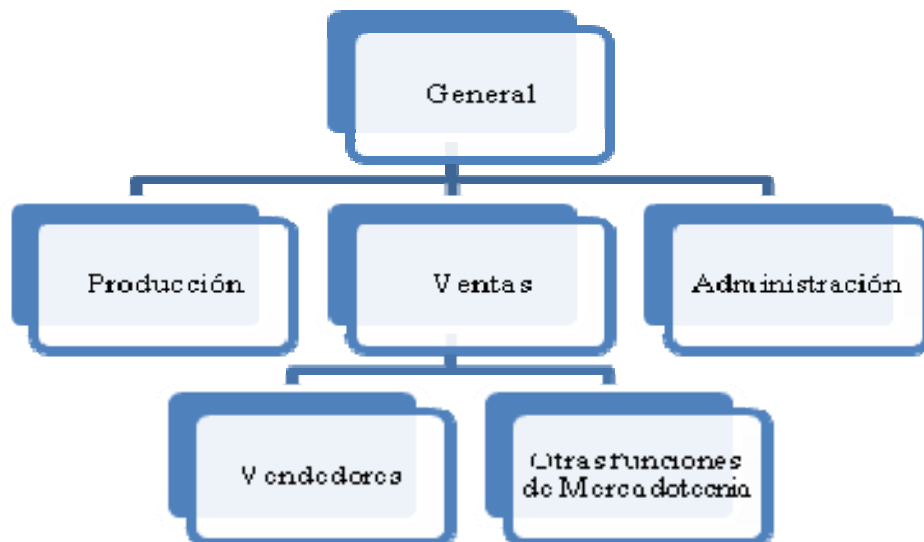 General
Producción
Ventas
Administración
Vendedores
Otras funciones
de Mercadotecnia